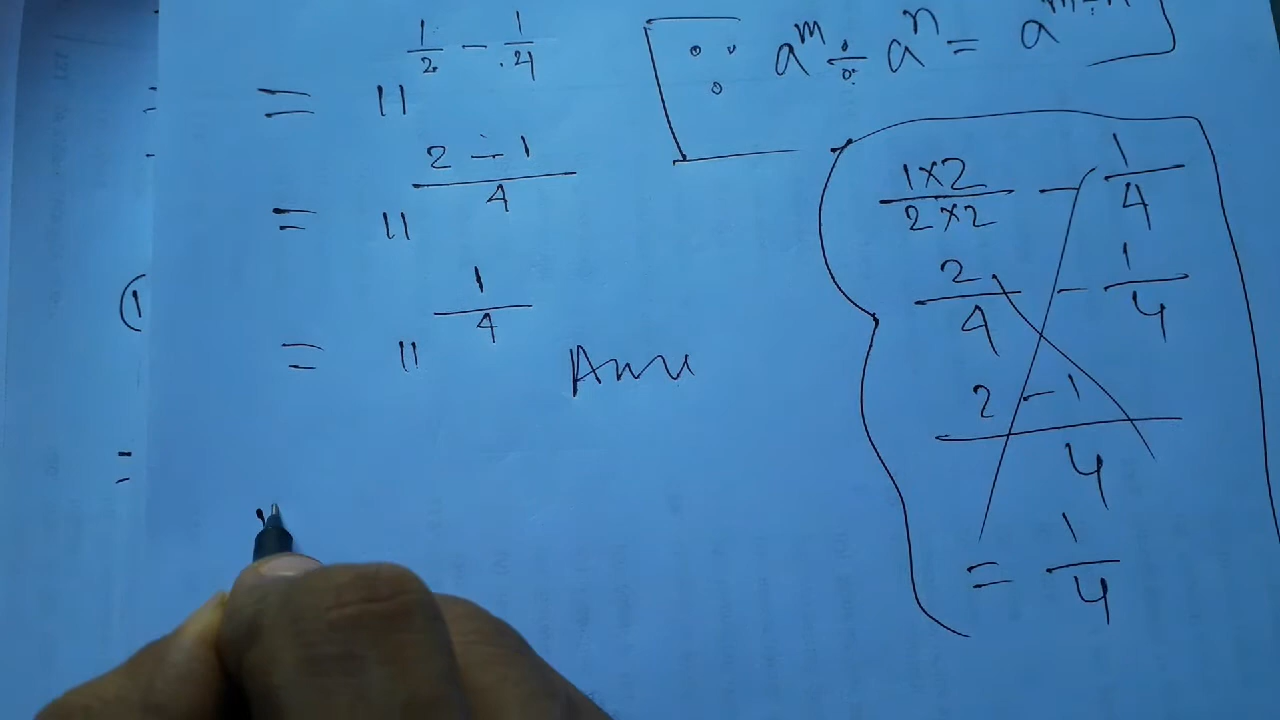 = 11^(1/2 - 1/4)
= 11^((2 - 1)/4)
= 11^(1/4) Ans
[∵ a^m ÷ a^n = a^(m-n)]
(1×2)/(2×2) - 1/4
2/4 - 1/4
(2 - 1)/4
= 1/4
(1
=